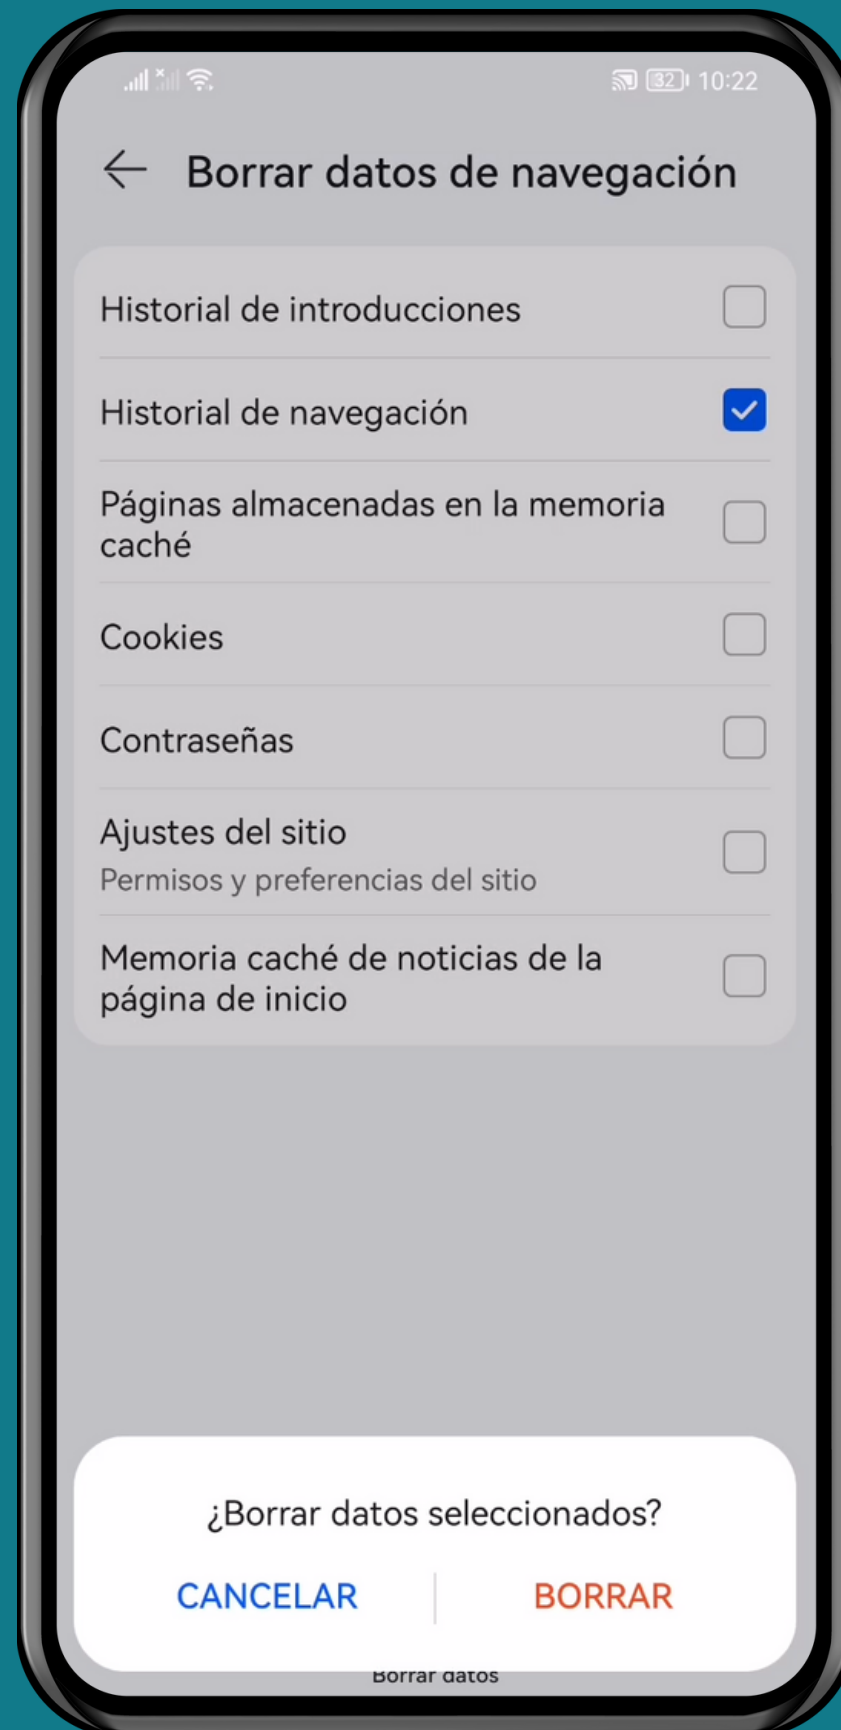 32 10:22
Borrar datos de navegación
Historial de introducciones
Historial de navegación
Páginas almacenadas en la memoria
caché
Cookies
Contraseñas
Ajustes del sitio
Permisos y preferencias del sitio
Memoria caché de noticias de la
página de inicio
¿Borrar datos seleccionados?
CANCELAR BORRAR
Borrar datos